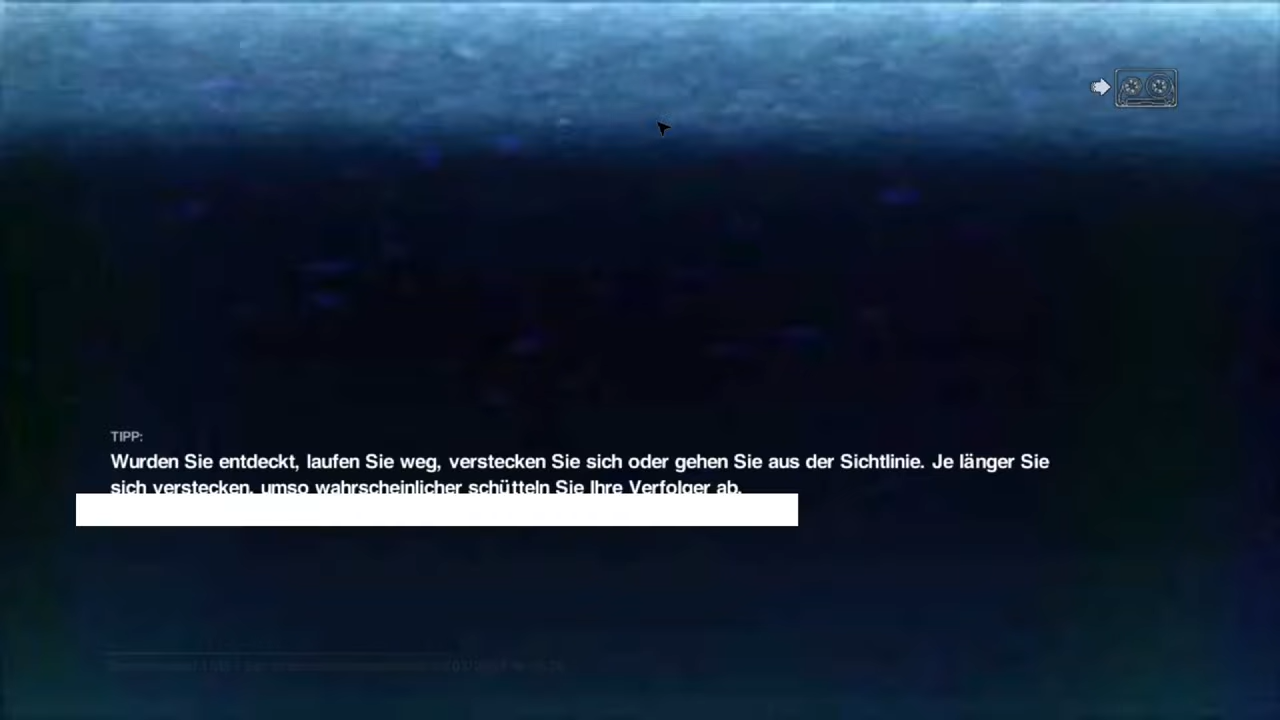 TIPP:
Wurden Sie entdeckt, laufen Sie weg, verstecken Sie sich oder gehen Sie aus der Sichtlinie. Je länger Sie
sich verstecken, umso wahrscheinlicher schütteln Sie Ihre Verfolger ab.